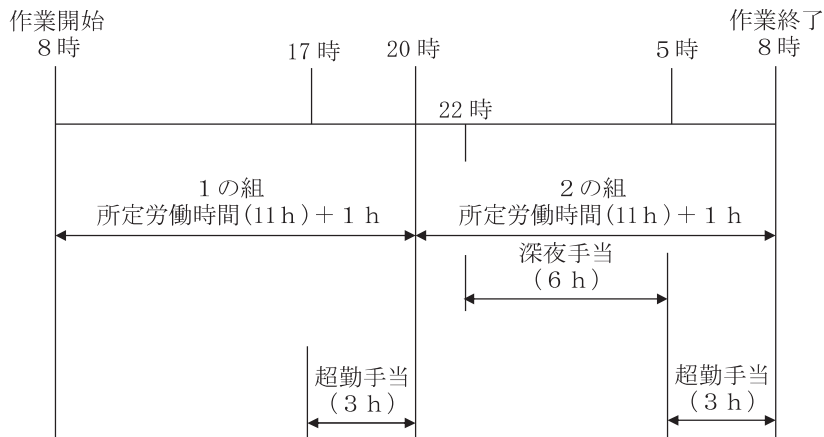 作業開始
8時
17時
20時
5時
作業終了
8時
22時
1の組
所定労働時間(11h)+1h
2の組
所定労働時間(11h)+1h
深夜手当
(6h)
超勤手当
(3h)
超勤手当
(3h)